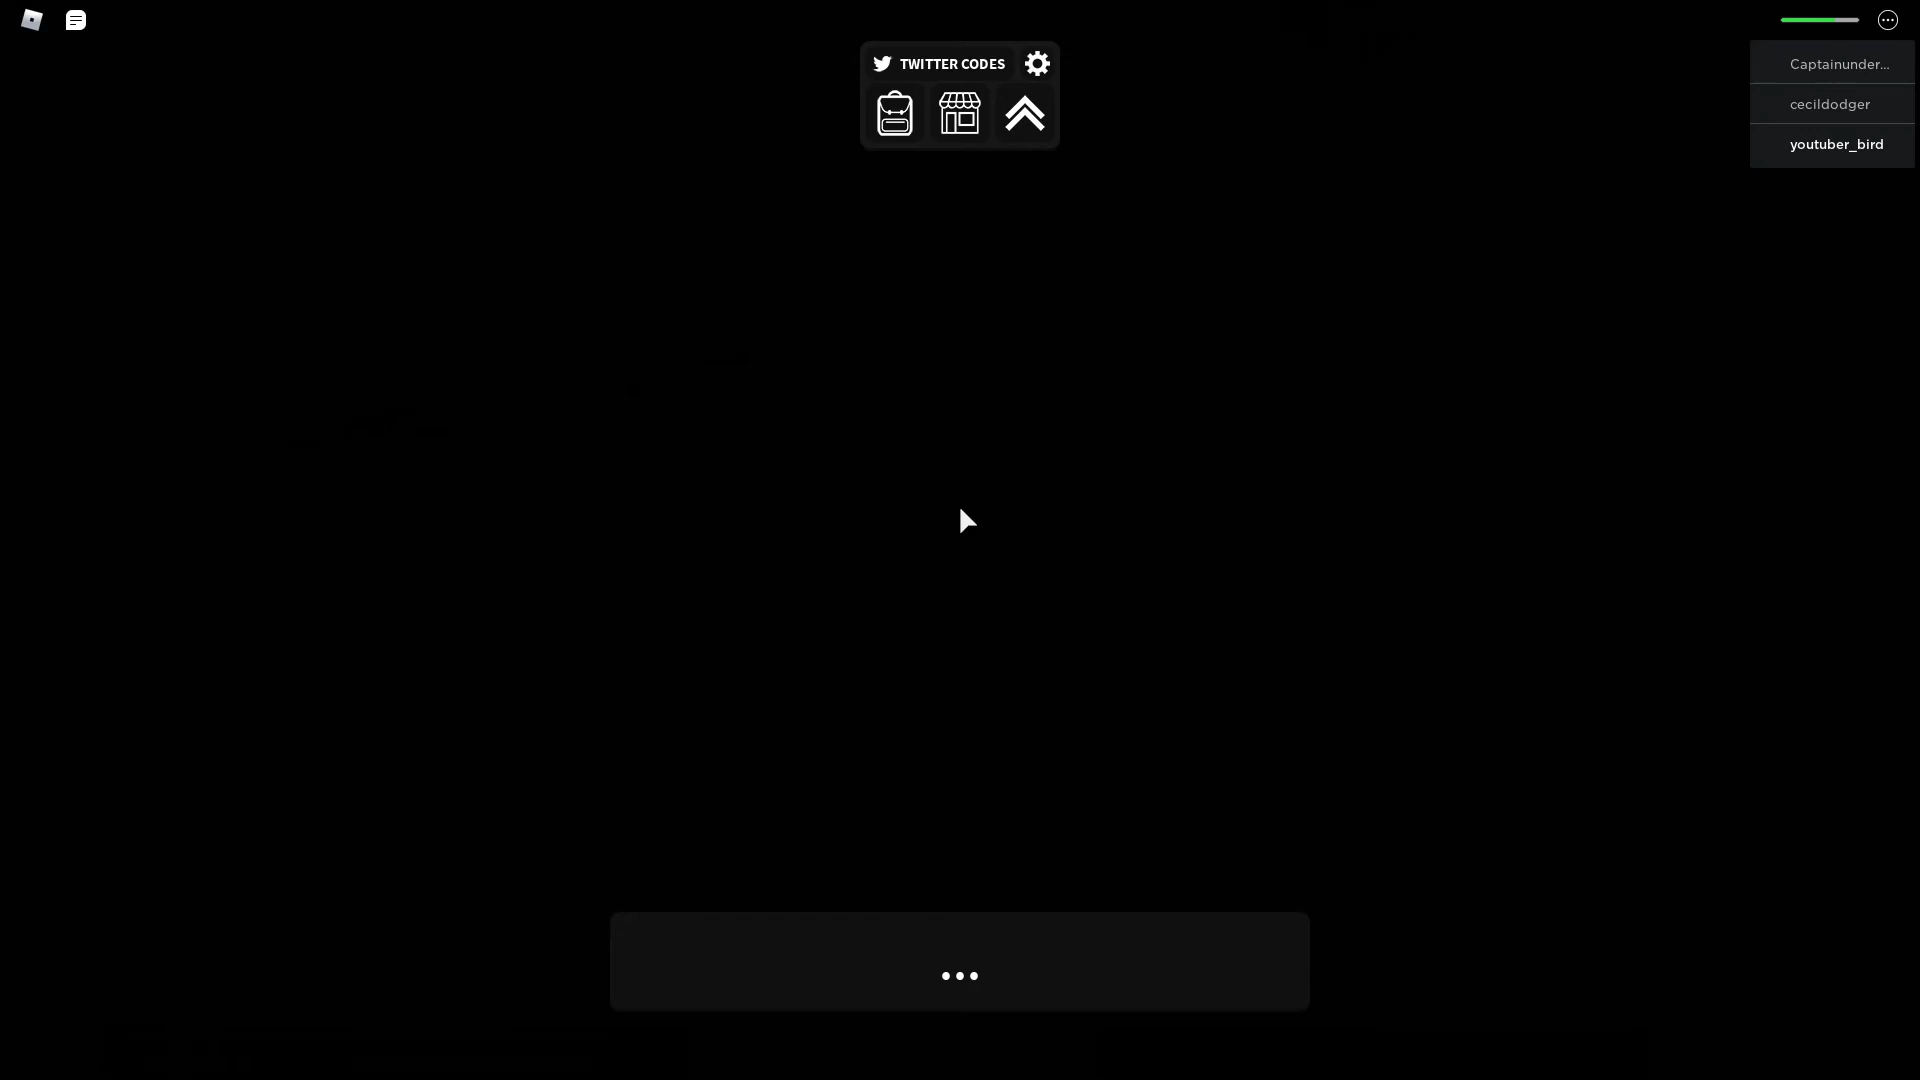 TWITTER CODES
Captainunder...
cecildodger
youtuber_bird
...